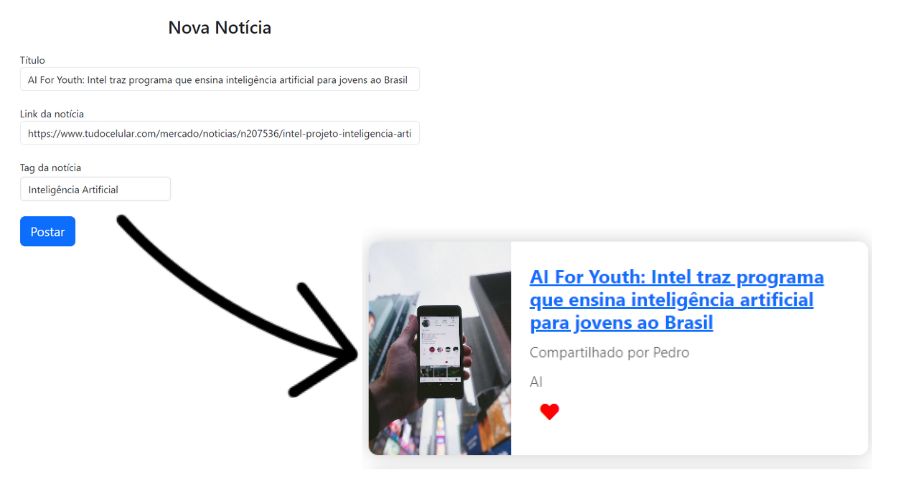 Nova Notícia
Título
AI For Youth: Intel traz programa que ensina inteligência artificial para jovens ao Brasil
Link da notícia
https://www.tudocelular.com/mercado/noticias/n207536/intel-projeto-inteligencia-arti
Tag da notícia
Inteligência Artificial
Postar
AI For Youth: Intel traz programa
que ensina inteligência artificial
para jovens ao Brasil
Compartilhado por Pedro
AI